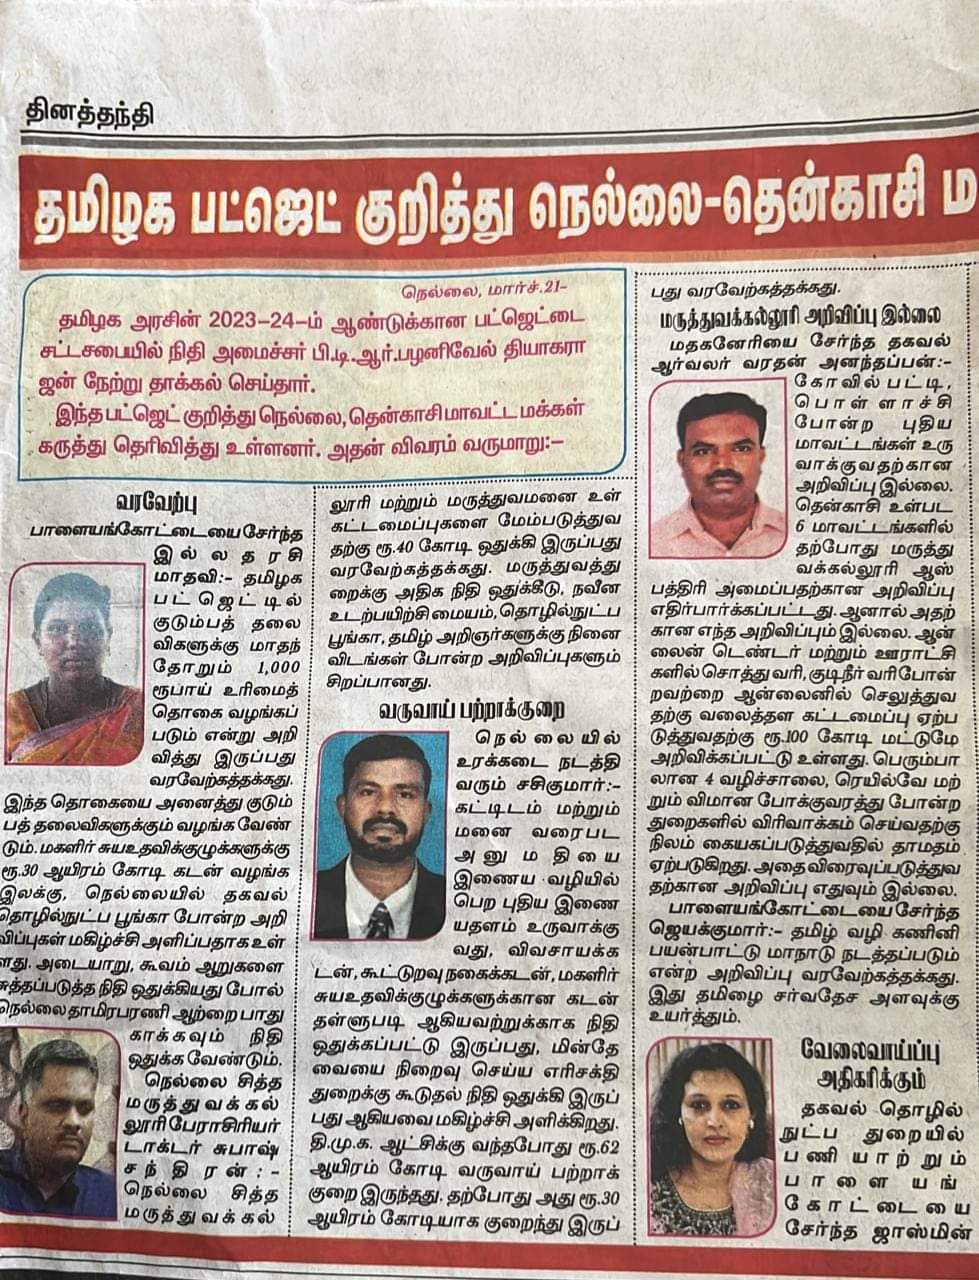 தினத்தந்தி
தமிழக பட்ஜெட் குறித்து நெல்லை-தென்காசி ம
நெல்லை, மார்ச்.21-
தமிழக அரசின் 2023-24-ம் ஆண்டுக்கான பட்ஜெட்டை
சட்டசபையில் நிதி அமைச்சர் பி.டி.ஆர்.பழனிவேல் தியாகரா
ஜன் நேற்று தாக்கல் செய்தார்.
இந்த பட்ஜெட் குறித்து நெல்லை, தென்காசி மாவட்ட மக்கள்
கருத்து தெரிவித்து உள்ளனர். அதன் விவரம் வருமாறு:-
வரவேற்பு
பாளையங்கோட்டையை சேர்ந்த
இல்லதரசி
மாதவி:- தமிழக
பட்ஜெட்டில்
குடும்பத் தலை
விகளுக்கு மாதந்
தோறும் 1,000
ரூபாய் உரிமைத்
தொகை வழங்கப்
படும் என்று அறி
வித்து இருப்பது
வரவேற்கத்தக்கது.
இந்த தொகையை அனைத்து குடும்
பத் தலைவிகளுக்கும் வழங்க வேண்
டும். மகளிர் சுயஉதவிக்குழுக்களுக்கு
ரூ.30 ஆயிரம் கோடி கடன் வழங்க
இலக்கு, நெல்லையில் தகவல்
தொழில்நுட்ப பூங்கா போன்ற அறி
விப்புகள் மகிழ்ச்சி அளிப்பதாக உள்
ளது. அடையாறு, கூவம் ஆறுகளை
சுத்தப்படுத்த நிதி ஒதுக்கியது போல்
நெல்லை தாமிரபரணி ஆற்றை பாது
காக்கவும் நிதி
ஒதுக்க வேண்டும்.
நெல்லை சித்த
மருத்துவக்கல்
லூரி பேராசிரியர்
டாக்டர் சுபாஷ்
சந்திரன்:-
நெல்லை சித்த
மருத்துவக்கல்
லூரி மற்றும் மருத்துவமனை உள்
கட்டமைப்புகளை மேம்படுத்துவ
தற்கு ரூ.40 கோடி ஒதுக்கி இருப்பது
வரவேற்கத்தக்கது. மருத்துவத்து
றைக்கு அதிக நிதி ஒதுக்கீடு, நவீன
உடற்பயிற்சி மையம், தொழில்நுட்ப
பூங்கா, தமிழ் அறிஞர்களுக்கு நினை
விடங்கள் போன்ற அறிவிப்புகளும்
சிறப்பானது.
வருவாய் பற்றாக்குறை
நெல்லையில்
உரக்கடை நடத்தி
வரும் சசிகுமார்:-
கட்டிடம் மற்றும்
மனை வரைபட
அனுமதியை
இணைய வழியில்
பெற புதிய இணை
யதளம் உருவாக்கு
வது, விவசாயக்க
டன், கூட்டுறவு நகைக்கடன், மகளிர்
சுயஉதவிக்குழுக்களுக்கான கடன்
தள்ளுபடி ஆகியவற்றுக்காக நிதி
ஒதுக்கப்பட்டு இருப்பது, மின்தே
வையை நிறைவு செய்ய எரிசக்தி
துறைக்கு கூடுதல் நிதி ஒதுக்கி இருப்
பது ஆகியவை மகிழ்ச்சி அளிக்கிறது.
தி.மு.க. ஆட்சிக்கு வந்தபோது ரூ.62
ஆயிரம் கோடி வருவாய் பற்றாக்
குறை இருந்தது. தற்போது அது ரூ.30
ஆயிரம் கோடியாக குறைந்து இருப்
பது வரவேற்கத்தக்கது.
மருத்துவக்கல்லூரி அறிவிப்பு இல்லை
மதகனேரியை சேர்ந்த தகவல்
ஆர்வலர் வரதன் அனந்தப்பன்:-
கோவில்பட்டி,
பொள்ளாச்சி
போன்ற புதிய
மாவட்டங்கள் உரு
வாக்குவதற்கான
அறிவிப்பு இல்லை.
தென்காசி உள்பட
6 மாவட்டங்களில்
தற்போது மருத்து
வக்கல்லூரி ஆஸ்
பத்திரி அமைப்பதற்கான அறிவிப்பு
எதிர்பார்க்கப்பட்டது. ஆனால் அதற்
கான எந்த அறிவிப்பும் இல்லை. ஆன்
லைன் டெண்டர் மற்றும் ஊராட்சி
களில் சொத்து வரி, குடிநீர் வரி போன்
றவற்றை ஆன்லைனில் செலுத்துவ
தற்கு வலைத்தள கட்டமைப்பு ஏற்ப
டுத்துவதற்கு ரூ.100 கோடி மட்டுமே
அறிவிக்கப்பட்டு உள்ளது. பெரும்பா
லான 4 வழிச்சாலை, ரெயில்வே மற்
றும் விமான போக்குவரத்து போன்ற
துறைகளில் விரிவாக்கம் செய்வதற்கு
நிலம் கையகப்படுத்துவதில் தாமதம்
ஏற்படுகிறது. அதை விரைவுப்படுத்துவ
தற்கான அறிவிப்பு எதுவும் இல்லை.
பாளையங்கோட்டையை சேர்ந்த
ஜெயக்குமார்:- தமிழ் வழி கணினி
பயன்பாட்டு மாநாடு நடத்தப்படும்
என்ற அறிவிப்பு வரவேற்கத்தக்கது.
இது தமிழை சர்வதேச அளவுக்கு
உயர்த்தும்.
வேலைவாய்ப்பு
அதிகரிக்கும்
தகவல் தொழில்
நுட்ப துறையில்
பணியாற்றும்
பாளையங்
கோட்டையை
சேர்ந்த ஜாஸ்மின்